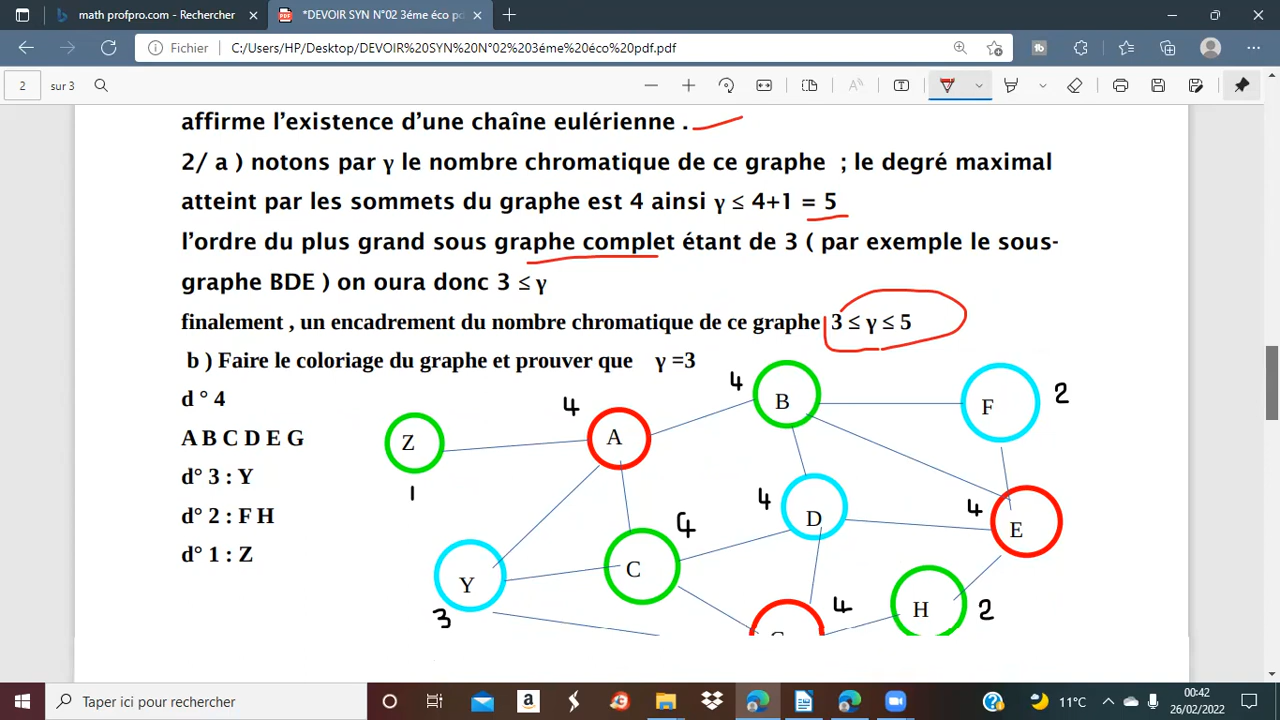 math profpro.com - Rechercher
*DEVOIR SYN N°02 3éme éco pd
Fichier
C:/Users/HP/Desktop/DEVOIR%20SYN%20N°02%203éme%20éco%20pdf.pdf
2 sur 3
affirme l'existence d'une chaîne eulérienne .
2/ a ) notons par γ le nombre chromatique de ce graphe ; le degré maximal
atteint par les sommets du graphe est 4 ainsi γ ≤ 4+1 = 5
l'ordre du plus grand sous graphe complet étant de 3 ( par exemple le sous-
graphe BDE ) on oura donc 3 ≤ γ
finalement , un encadrement du nombre chromatique de ce graphe 3 ≤ γ ≤ 5
b ) Faire le coloriage du graphe et prouver que γ =3
d ° 4
A B C D E G
d° 3 : Y
d° 2 : F H
d° 1 : Z
4 B
F 2
4 A
Z
1
4 D
4 E
C 4
Y
3
4
H 2
Taper ici pour rechercher
11°C
00:42
26/02/2022